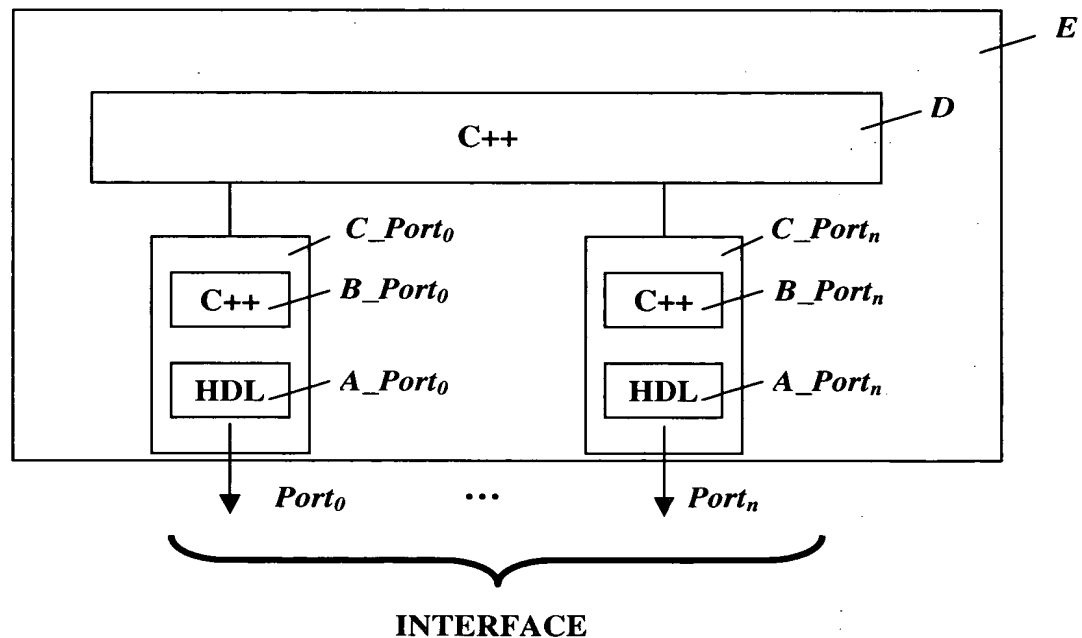 E
D
C++
C_Port0 C_Portn
C++ B_Port0 C++ B_Portn
HDL A_Port0 HDL A_Portn
Port0 ... Portn
INTERFACE